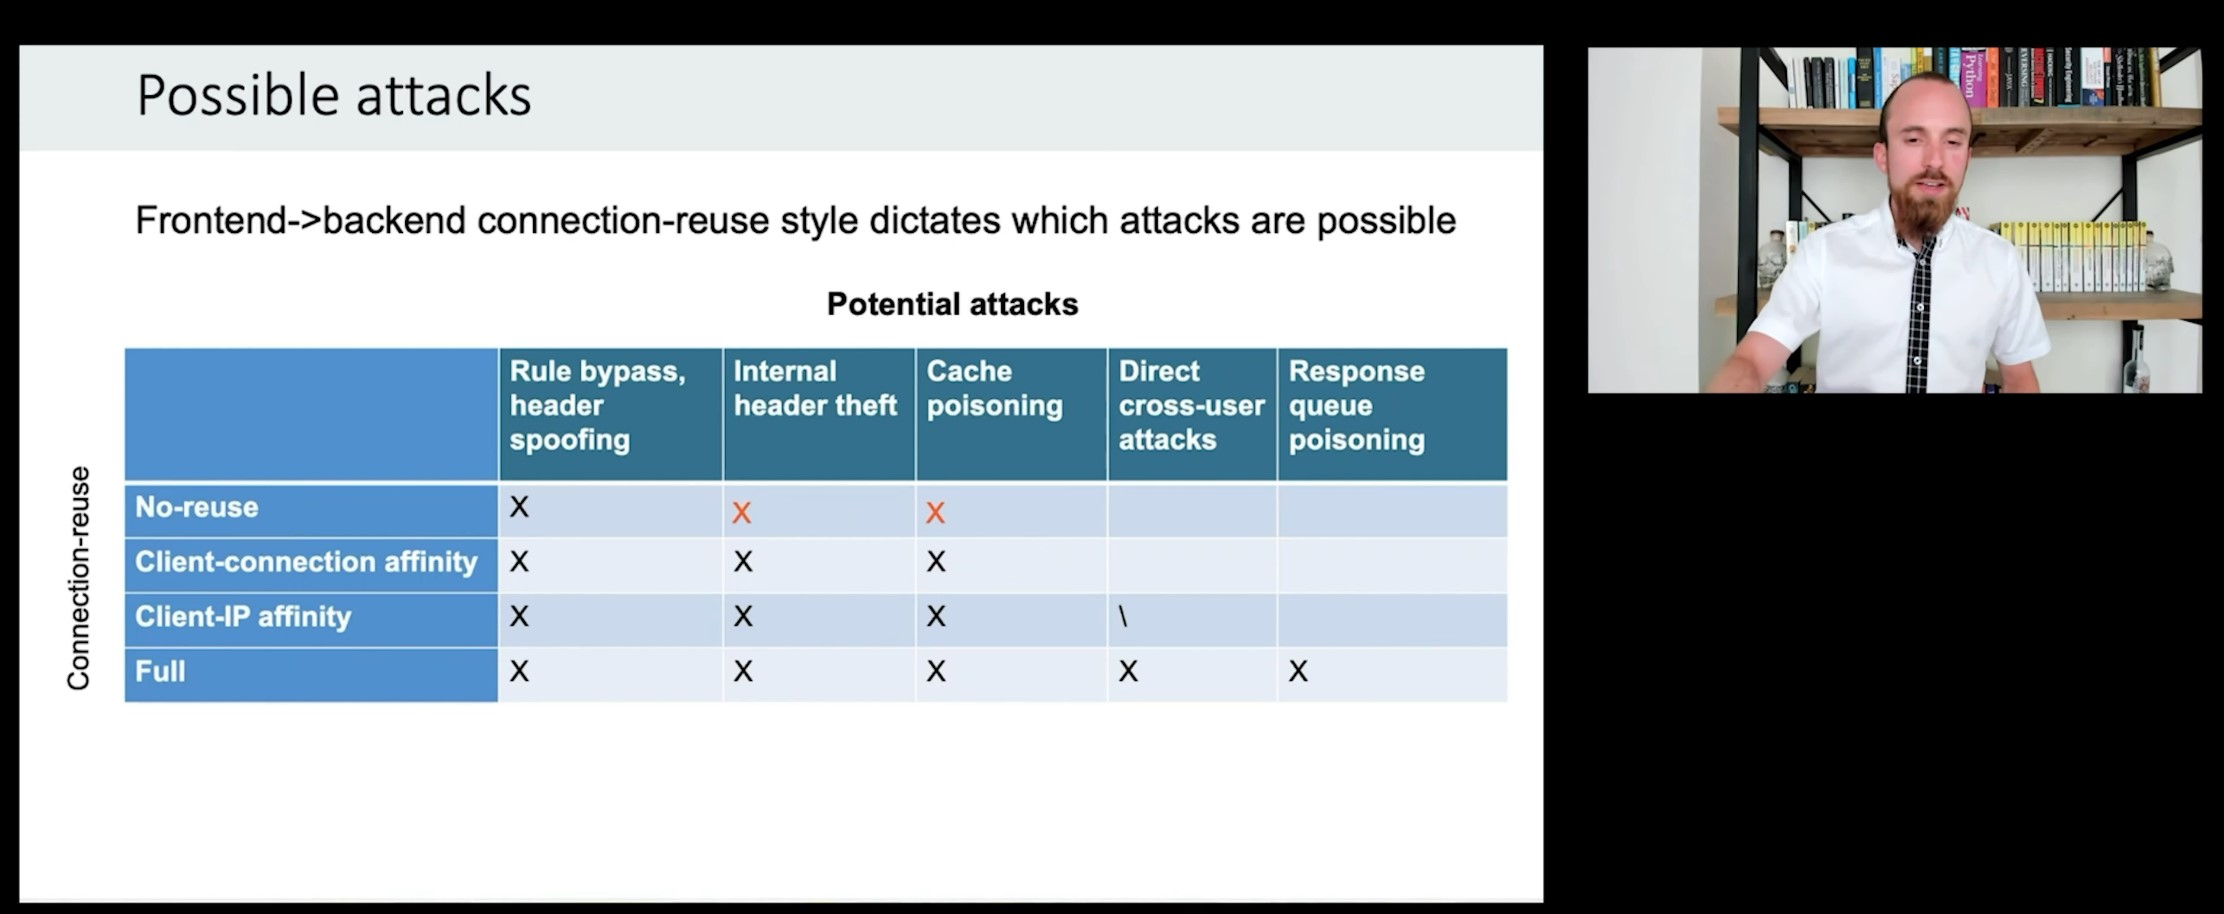 Possible attacks
Frontend->backend connection-reuse style dictates which attacks are possible
Potential attacks
Rule bypass, header spoofing
Internal header theft
Cache poisoning
Direct cross-user attacks
Response queue poisoning
Connection-reuse
No-reuse X X X
Client-connection affinity X X X
Client-IP affinity X X X \
Full X X X X X
Python